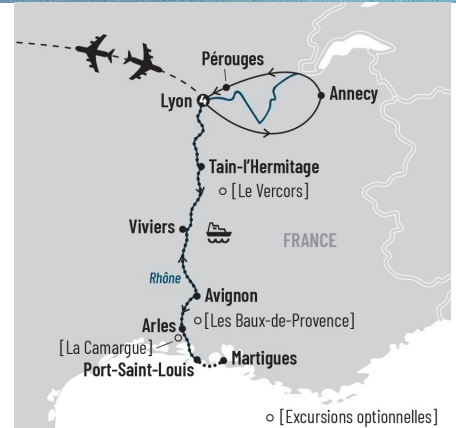 Pérouges
Lyon
Annecy
Tain-l'Hermitage
[Le Vercors]
Viviers
FRANCE
Rhône
Avignon
[Les Baux-de-Provence]
Arles
[La Camargue]
Port-Saint-Louis
Martigues
[Excursions optionnelles]